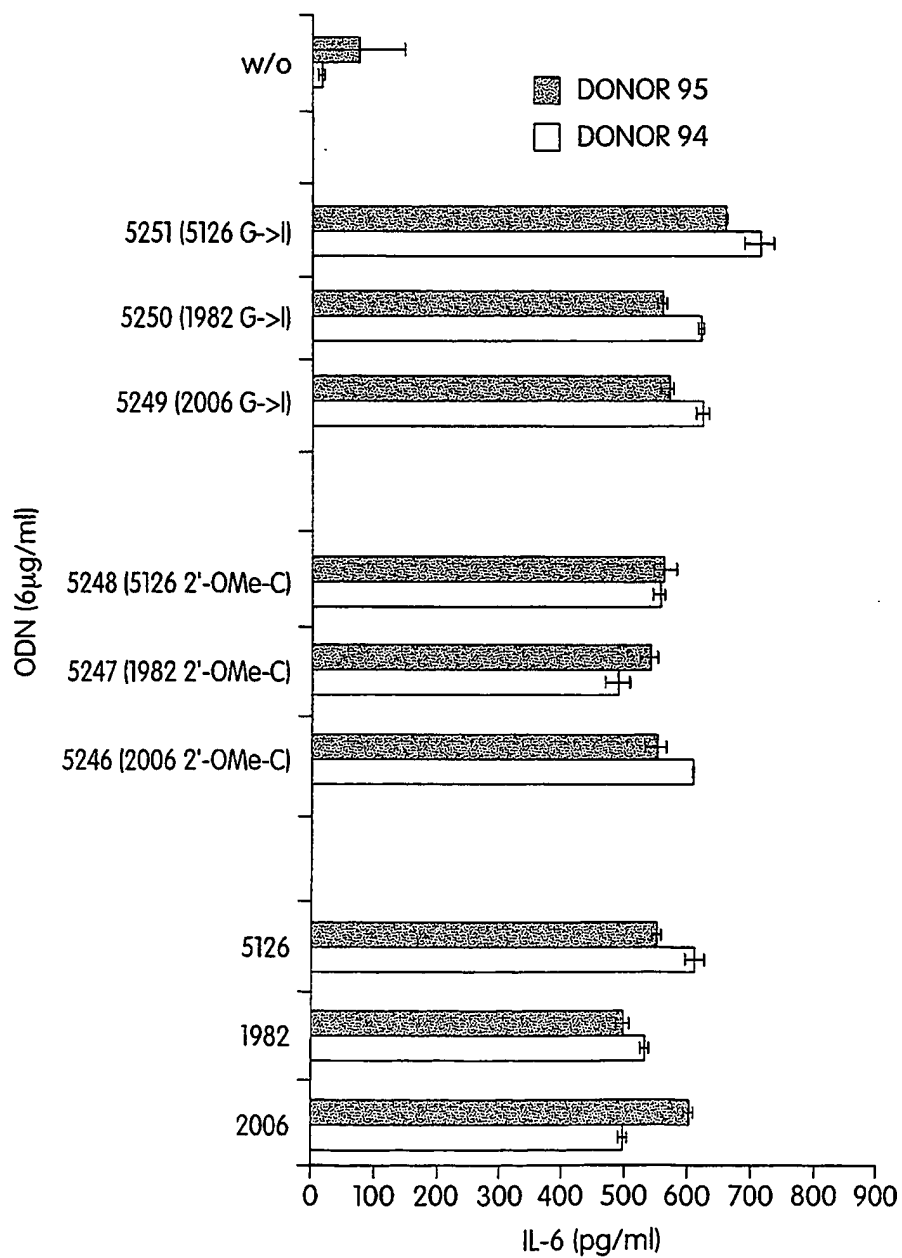 w/o
DONOR 95
DONOR 94
5251 (5126 G->I)
5250 (1982 G->I)
5249 (2006 G->I)
5248 (5126 2'-OMe-C)
5247 (1982 2'-OMe-C)
5246 (2006 2'-OMe-C)
5126
1982
2006
ODN (6µg/ml)
0 100 200 300 400 500 600 700 800 900
IL-6 (pg/ml)